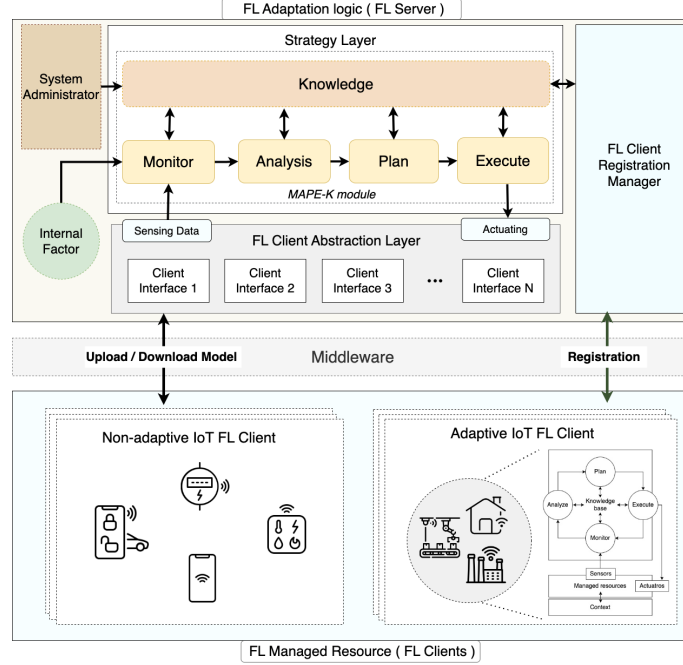 FL Adaptation logic ( FL Server )
Strategy Layer
System
Administrator
Knowledge
FL Client
Registration
Manager
Monitor
Analysis
Plan
Execute
MAPE-K module
Internal
Factor
Sensing Data
Actuating
FL Client Abstraction Layer
Client
Interface 1
Client
Interface 2
Client
Interface 3
...
Client
Interface N
Upload / Download Model
Middleware
Registration
Non-adaptive IoT FL Client
Adaptive IoT FL Client
Plan
Analyze
Knowledge
base
Execute
Monitor
Sensors
Managed resources
Actuatros
Context
FL Managed Resource ( FL Clients )